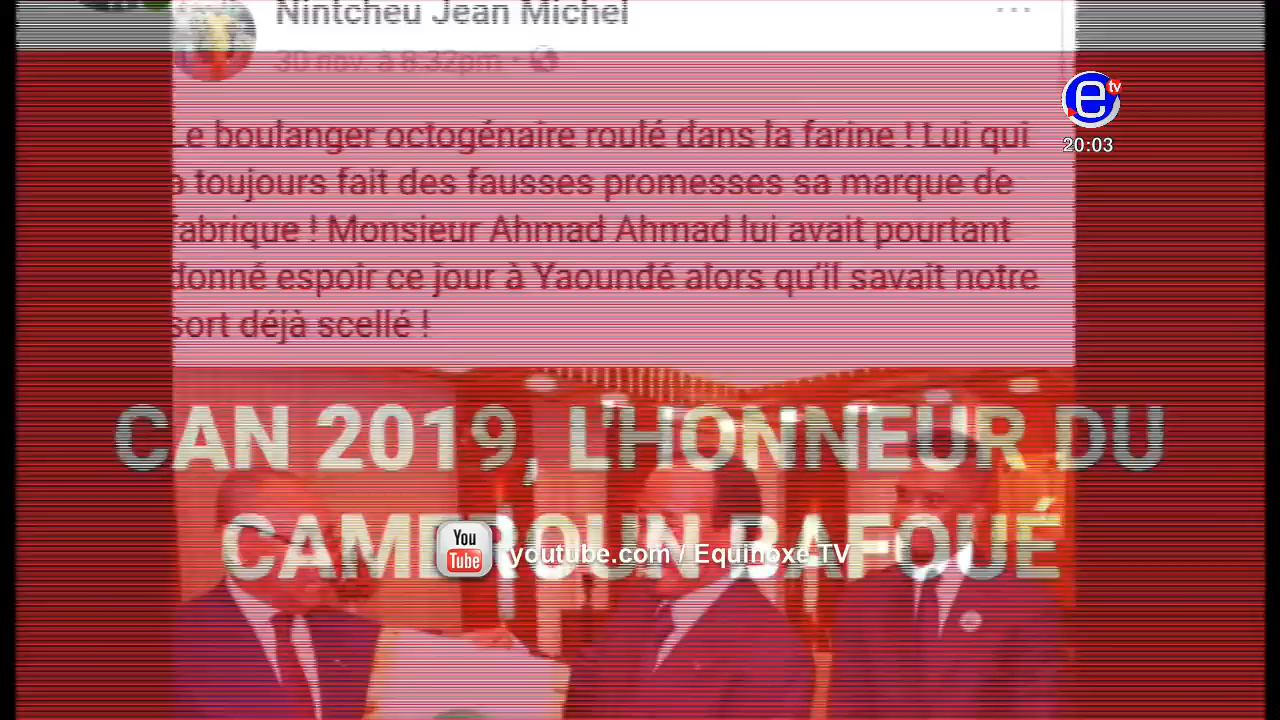 Nintcheu Jean Michel
30 nov. à 8:32pm ·
tv
20:03
Le boulanger octogénaire roulé dans la farine ! Lui qui
a toujours fait des fausses promesses sa marque de
fabrique ! Monsieur Ahmad Ahmad lui avait pourtant
donné espoir ce jour à Yaoundé alors qu'il savait notre
sort déjà scellé !
CAN 2019, L'HONNEUR DU
CAMEROUN BAFOUÉ
You
Tube
youtube.com / Equinoxe TV